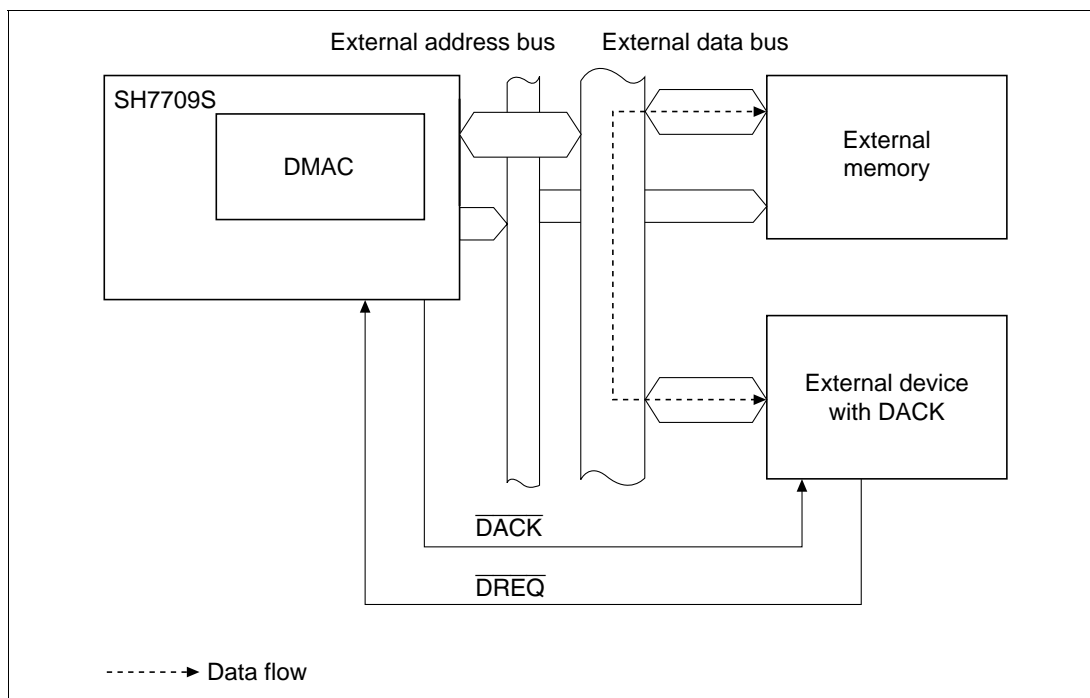 External address bus
External data bus
SH7709S
DMAC
External
memory
External device
with DACK
DACK
DREQ
Data flow